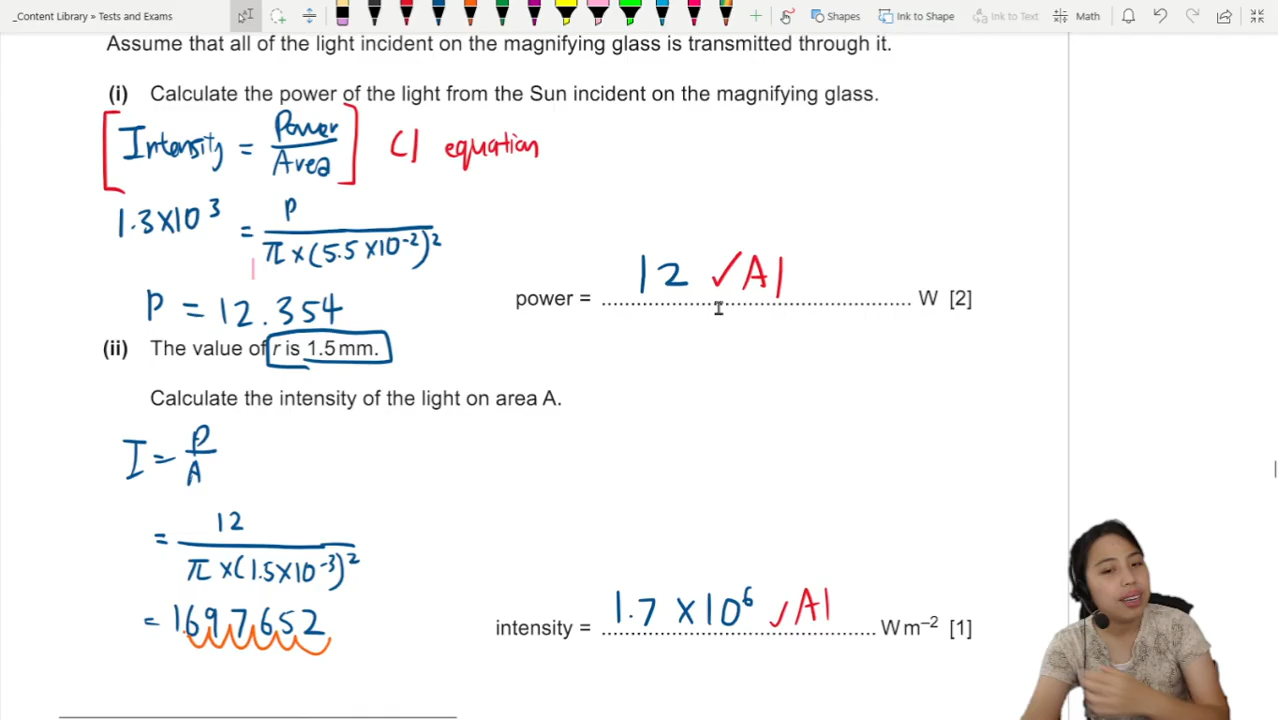 _Content Library » Tests and Exams
Shapes
Ink to Shape
Ink to Text
Math
Assume that all of the light incident on the magnifying glass is transmitted through it.
(i) Calculate the power of the light from the Sun incident on the magnifying glass.
[Intensity = Power/Area] C1 equation
1.3×10^3 = P/π×(5.5×10^-2)^2
P = 12.354
power = 12 ✓A1 W [2]
(ii) The value of r is 1.5 mm.
Calculate the intensity of the light on area A.
I = P/A
= 12/π×(1.5×10^-3)^2
= 1697652
intensity = 1.7 ×10^6 ✓A1 W m^–2 [1]